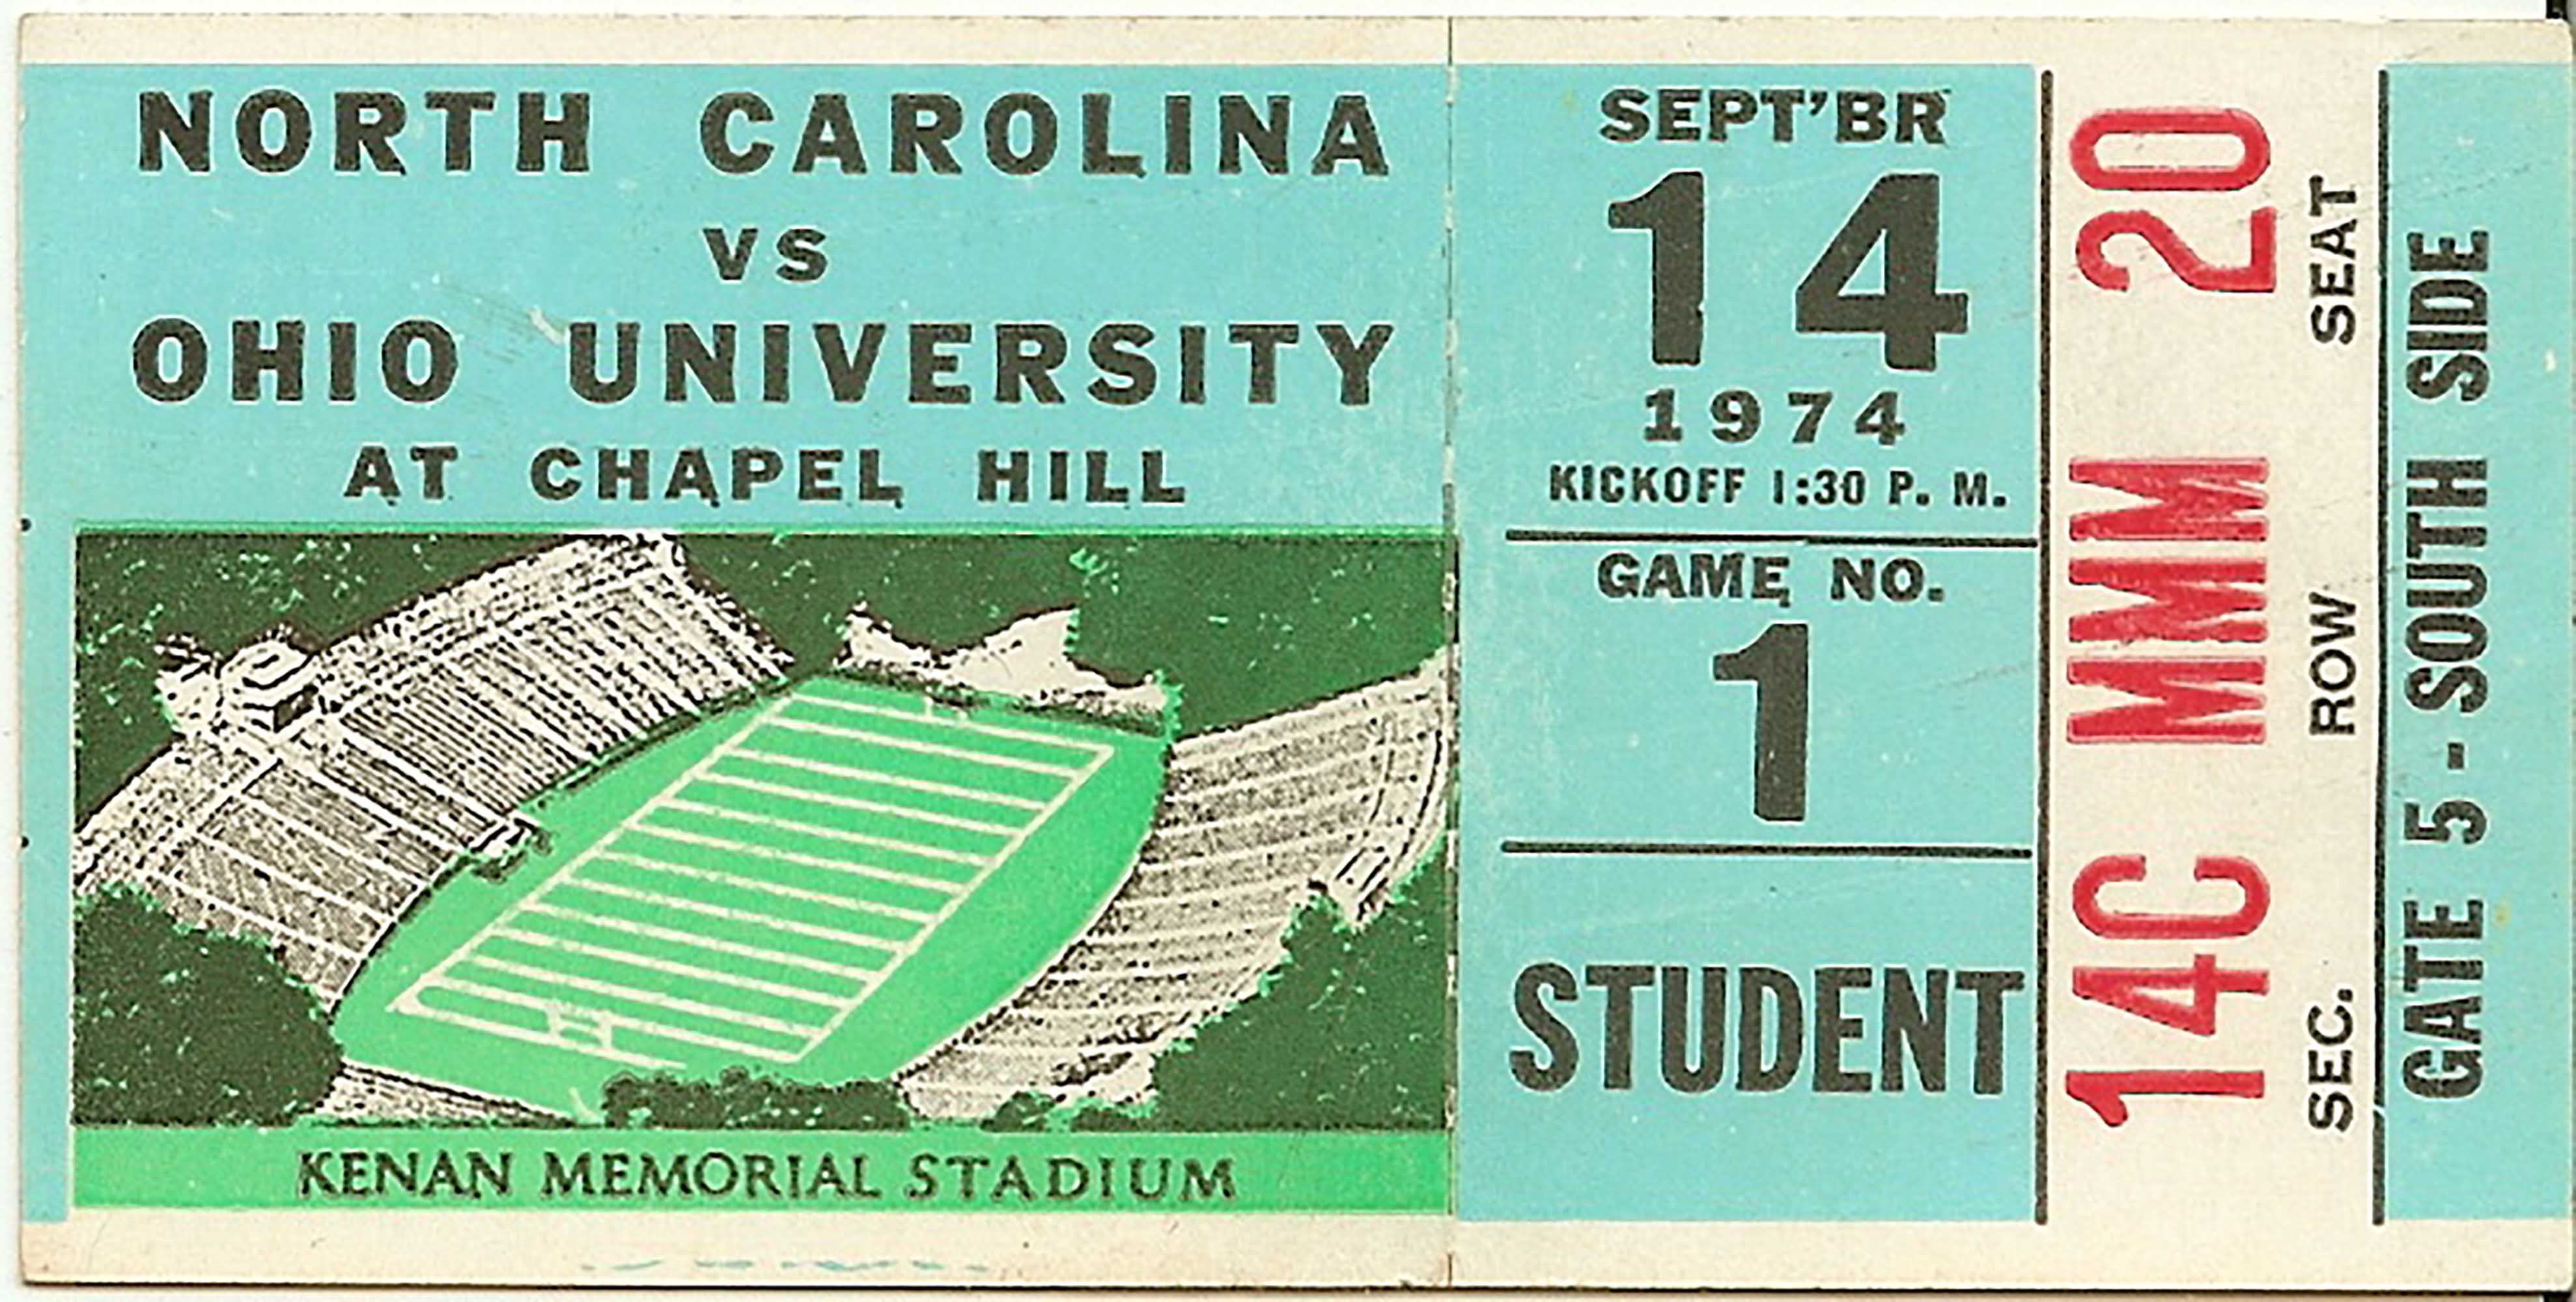 NORTH CAROLINA
VS
OHIO UNIVERSITY
AT CHAPEL HILL
KENAN MEMORIAL STADIUM
SEPT'BR
14
1974
KICKOFF 1:30 P. M.
GAME NO.
1
STUDENT
14C MMM 20
SEC. ROW SEAT
GATE 5 - SOUTH SIDE